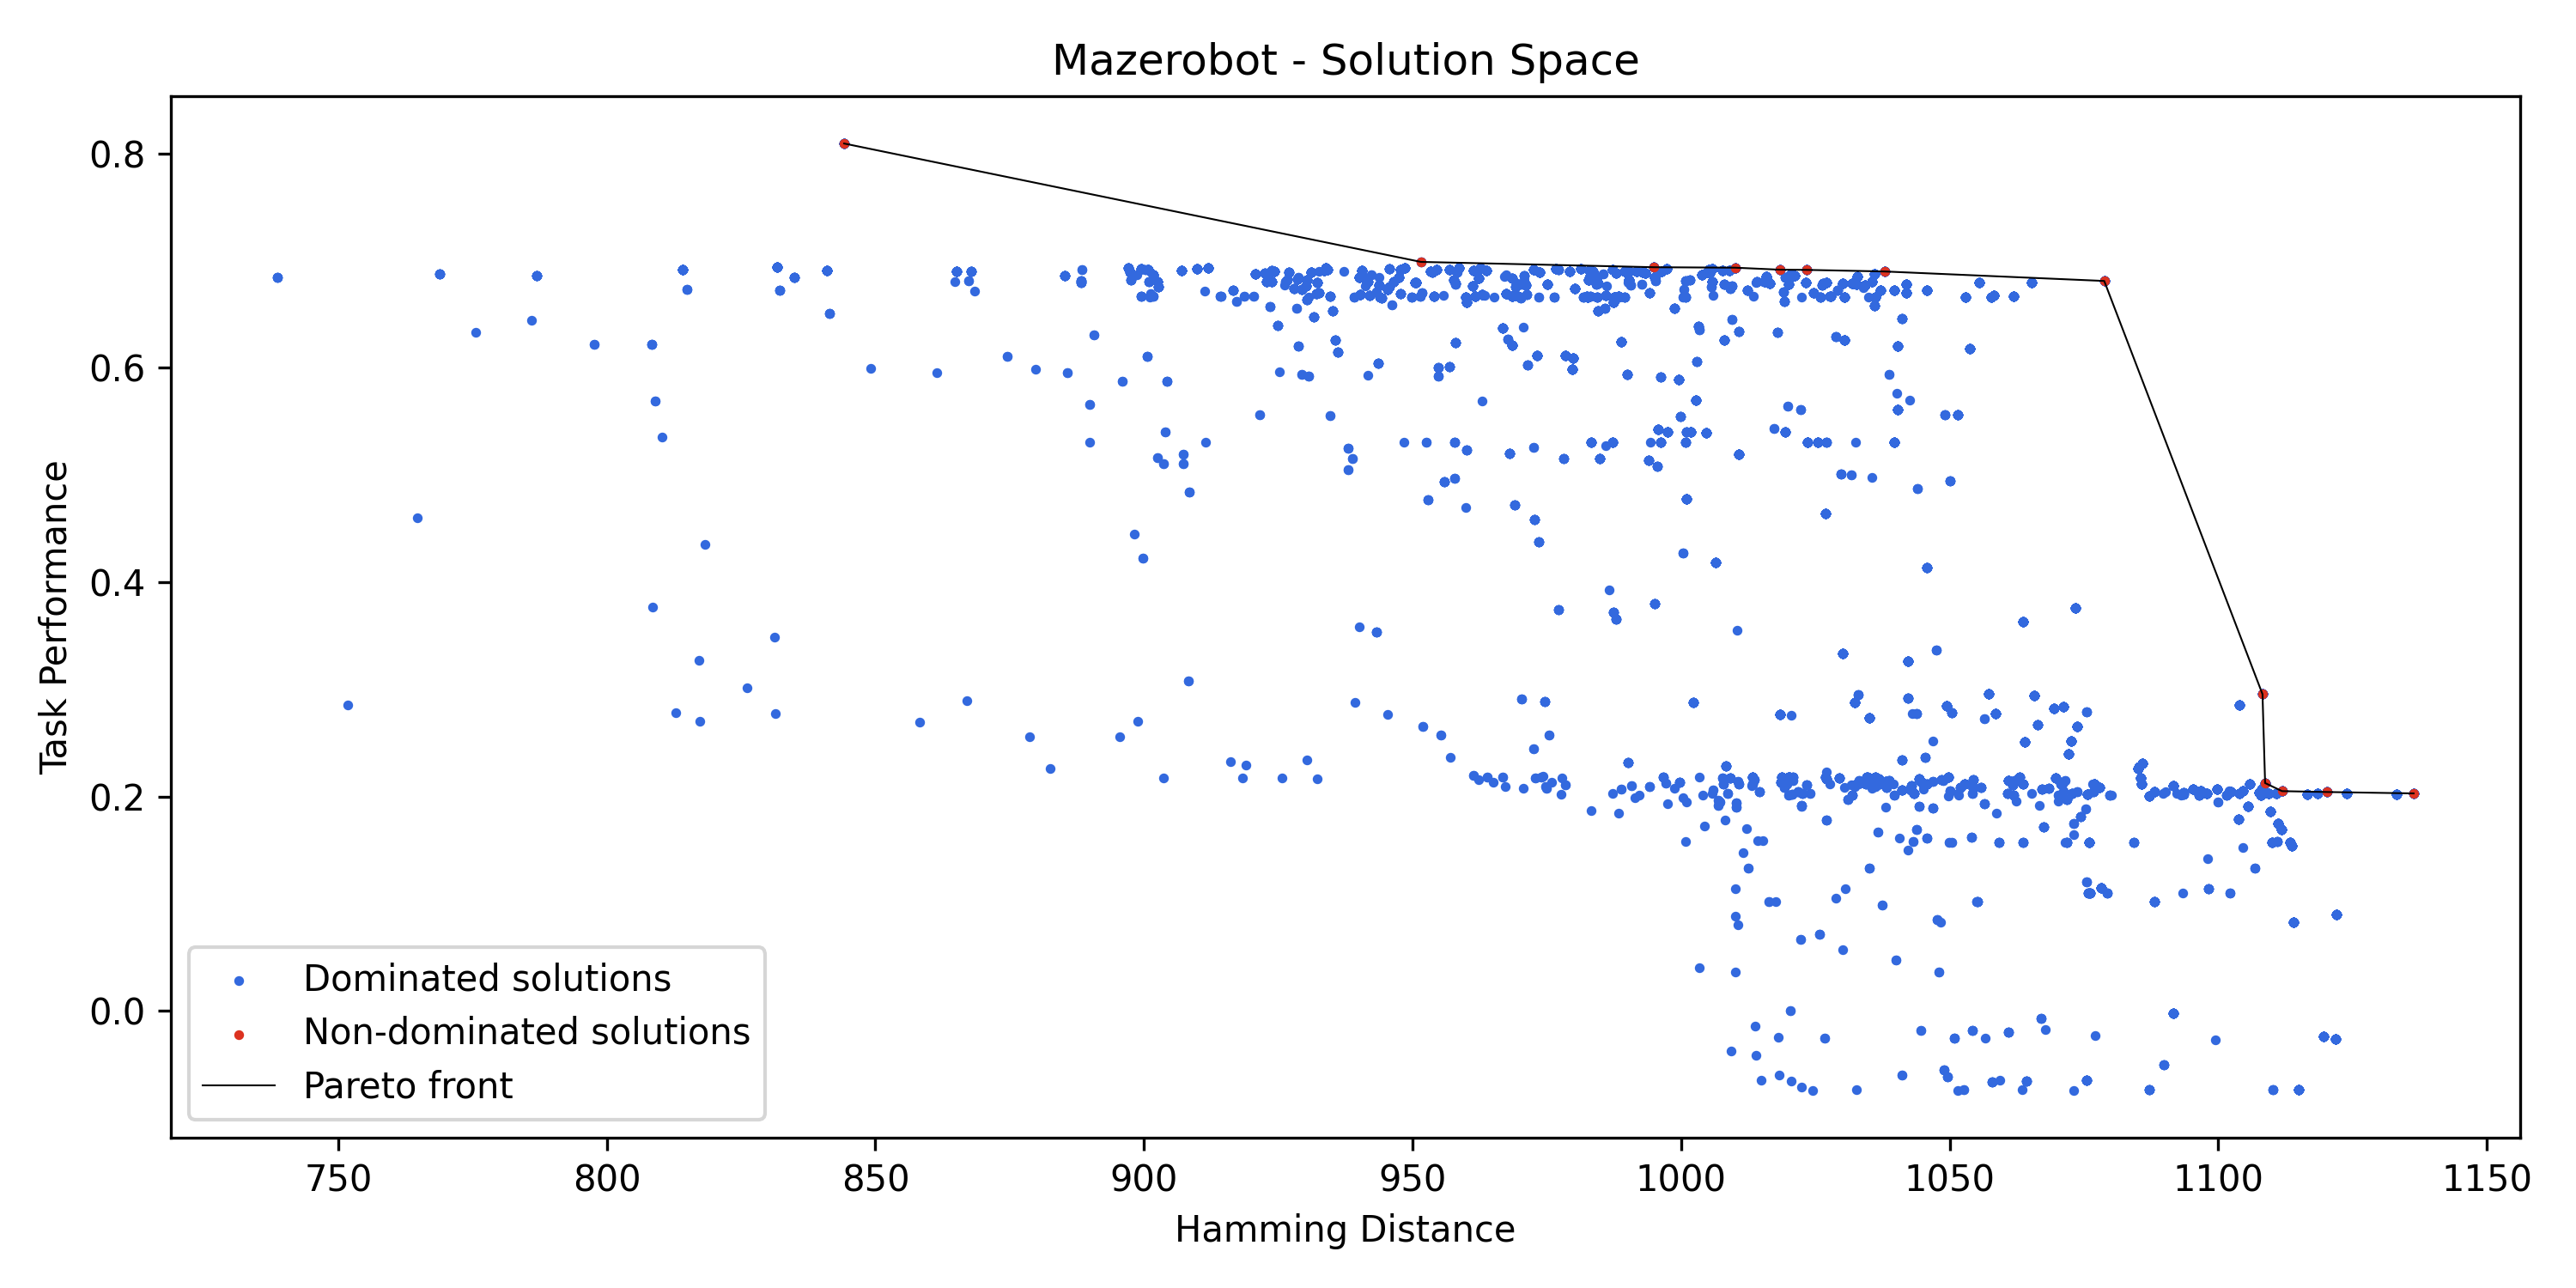 Mazerobot - Solution Space
Task Performance
0.8
0.6
0.4
0.2
0.0
Dominated solutions
Non-dominated solutions
Pareto front
750 800 850 900 950 1000 1050 1100 1150
Hamming Distance